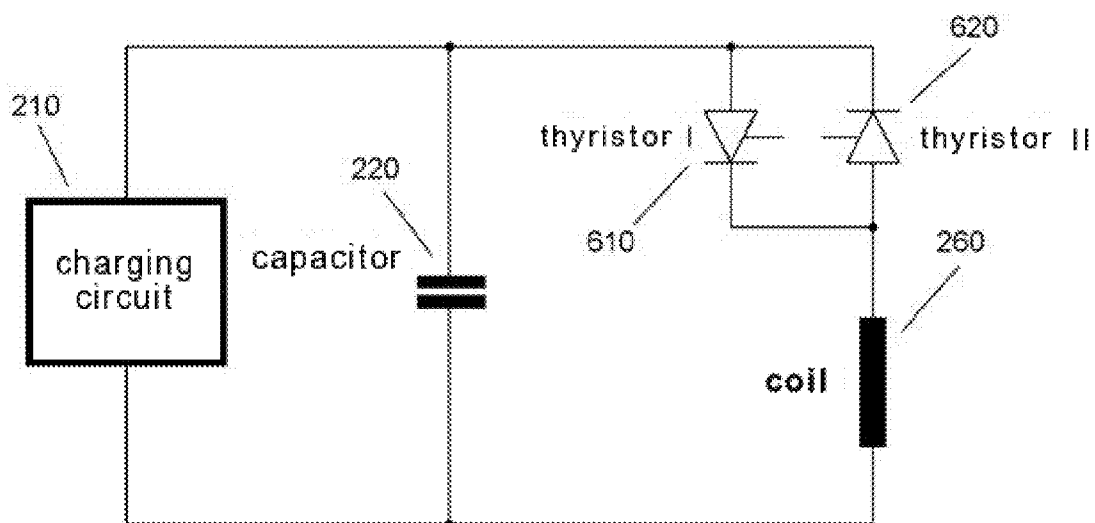 620
210
thyristor I
thyristor II
220
610
260
capacitor
charging
circuit
coil